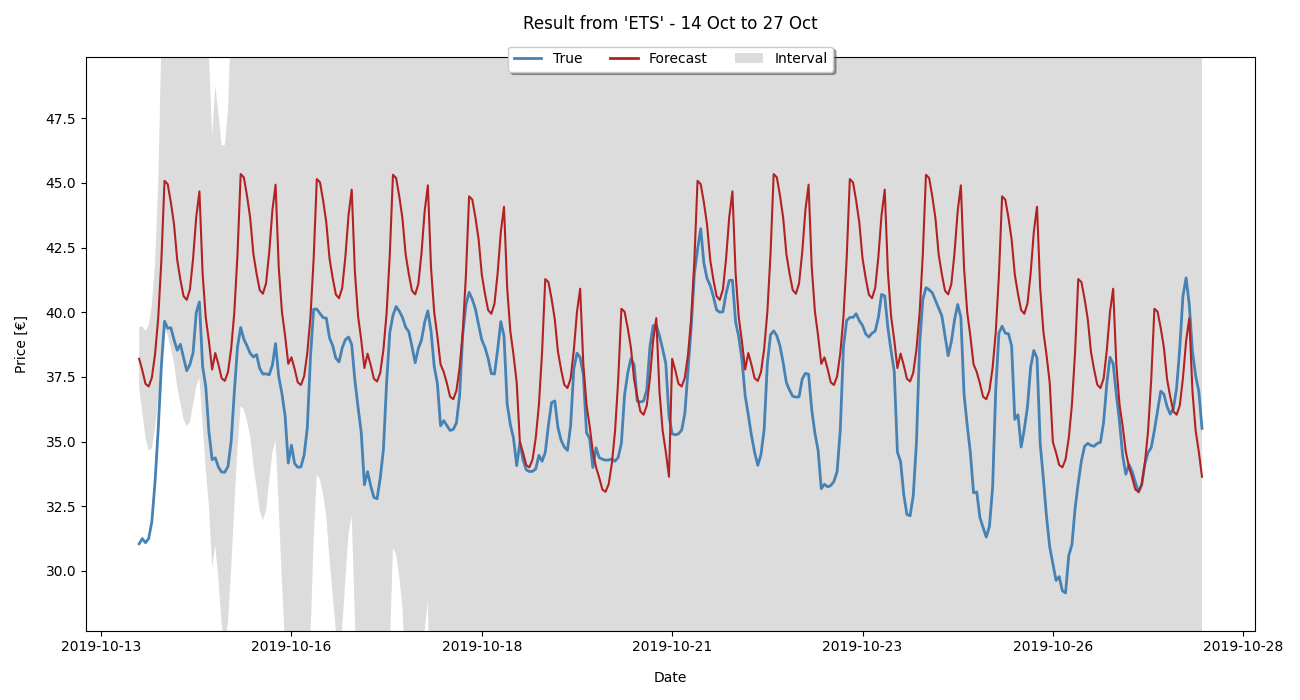 Result from 'ETS' - 14 Oct to 27 Oct
True Forecast Interval
Price [€]
47.5
45.0
42.5
40.0
37.5
35.0
32.5
30.0
2019-10-13 2019-10-16 2019-10-18 2019-10-21 2019-10-23 2019-10-26 2019-10-28
Date